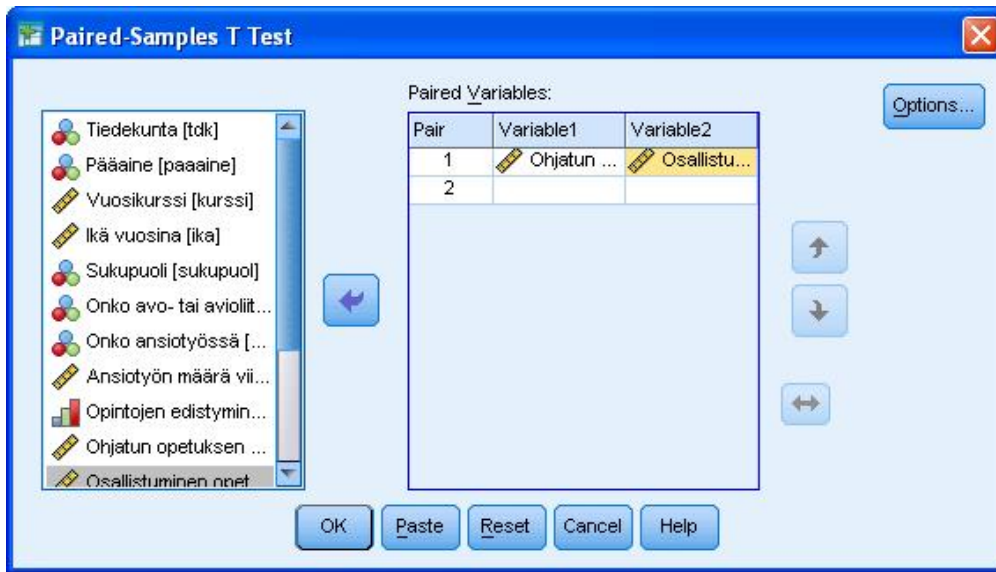 Paired-Samples T Test
Paired Variables:
Options...
Tiedekunta [tdk]
Pääaine [paaaine]
Vuosikurssi [kurssi]
Ikä vuosina [ika]
Sukupuoli [sukupuol]
Onko avo- tai avioliit...
Onko ansiotyössä [...
Ansiotyön määrä vii...
Opintojen edistymin...
Ohjatun opetuksen ...
Osallistuminen opet
Pair Variable1 Variable2
1 Ohjatun ... Osallistu...
2
OK Paste Reset Cancel Help